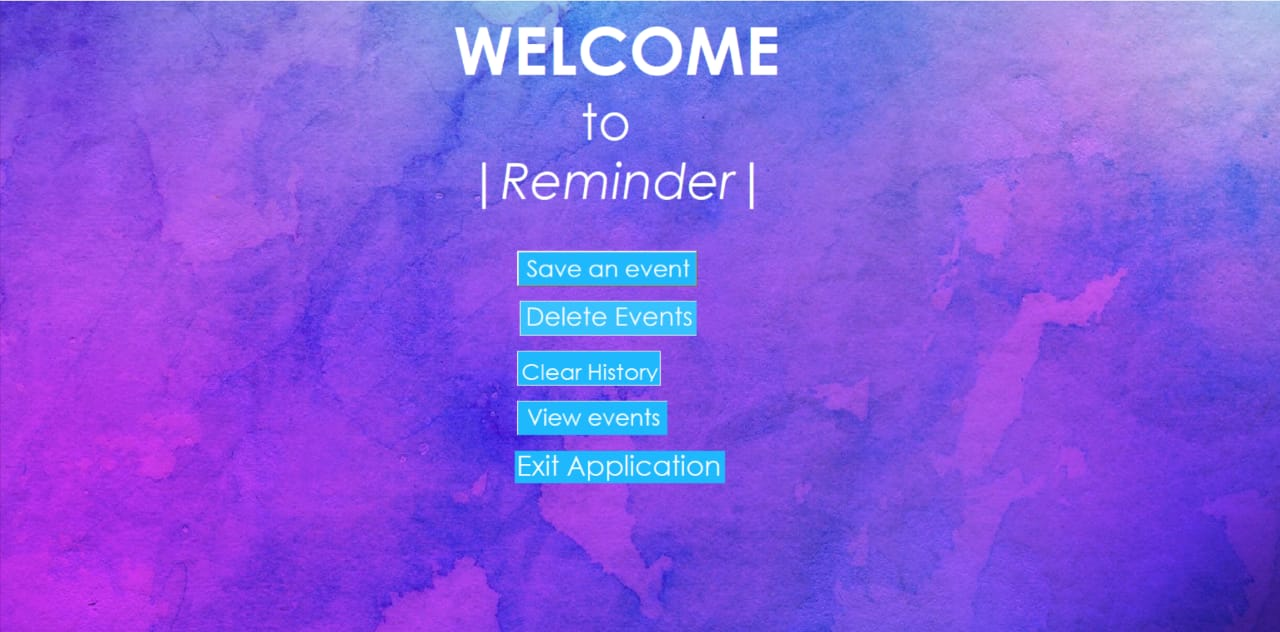 WELCOME
to
|Reminder|
Save an event
Delete Events
Clear History
View events
Exit Application